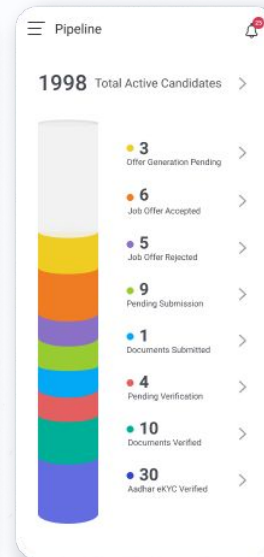 Pipeline
25
1998 Total Active Candidates
3
Offer Generation Pending
6
Job Offer Accepted
5
Job Offer Rejected
9
Pending Submission
1
Documents Submitted
4
Pending Verification
10
Documents Verified
30
Aadhar eKYC Verified